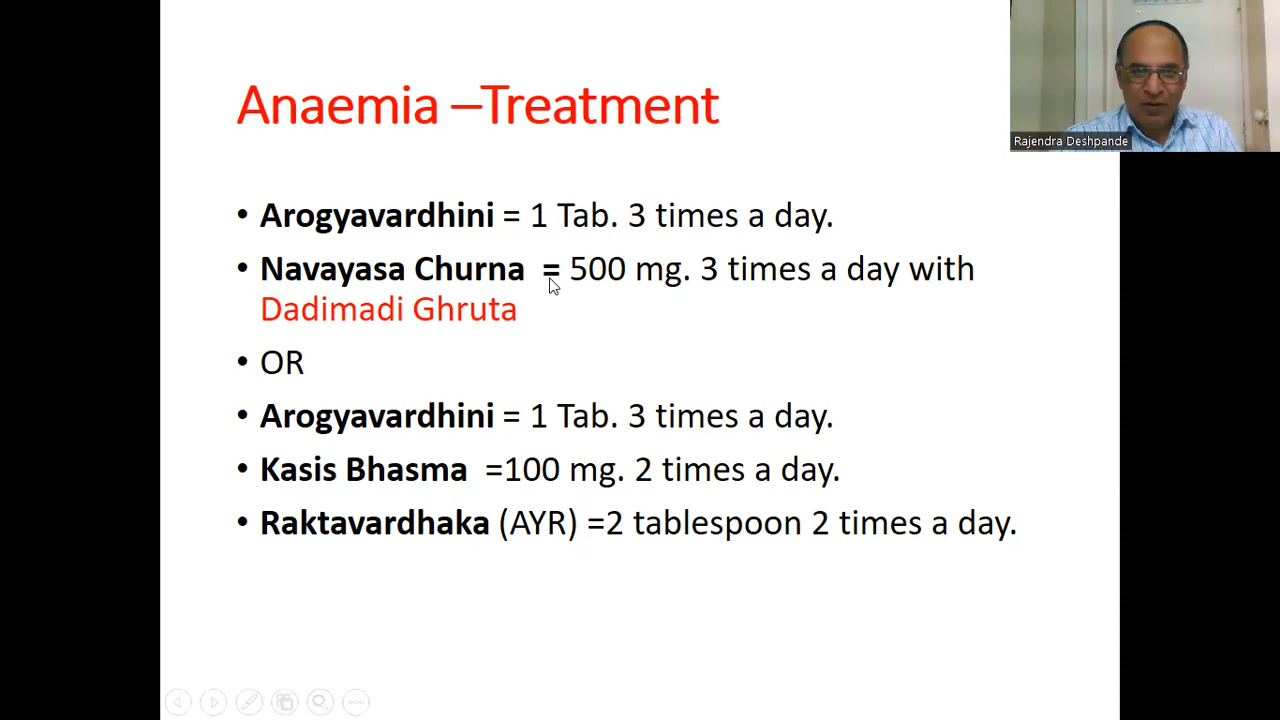 Anaemia –Treatment
Rajendra Deshpande
• Arogyavardhini = 1 Tab. 3 times a day.
• Navayasa Churna = 500 mg. 3 times a day with
Dadimadi Ghruta
• OR
• Arogyavardhini = 1 Tab. 3 times a day.
• Kasis Bhasma =100 mg. 2 times a day.
• Raktavardhaka (AYR) =2 tablespoon 2 times a day.